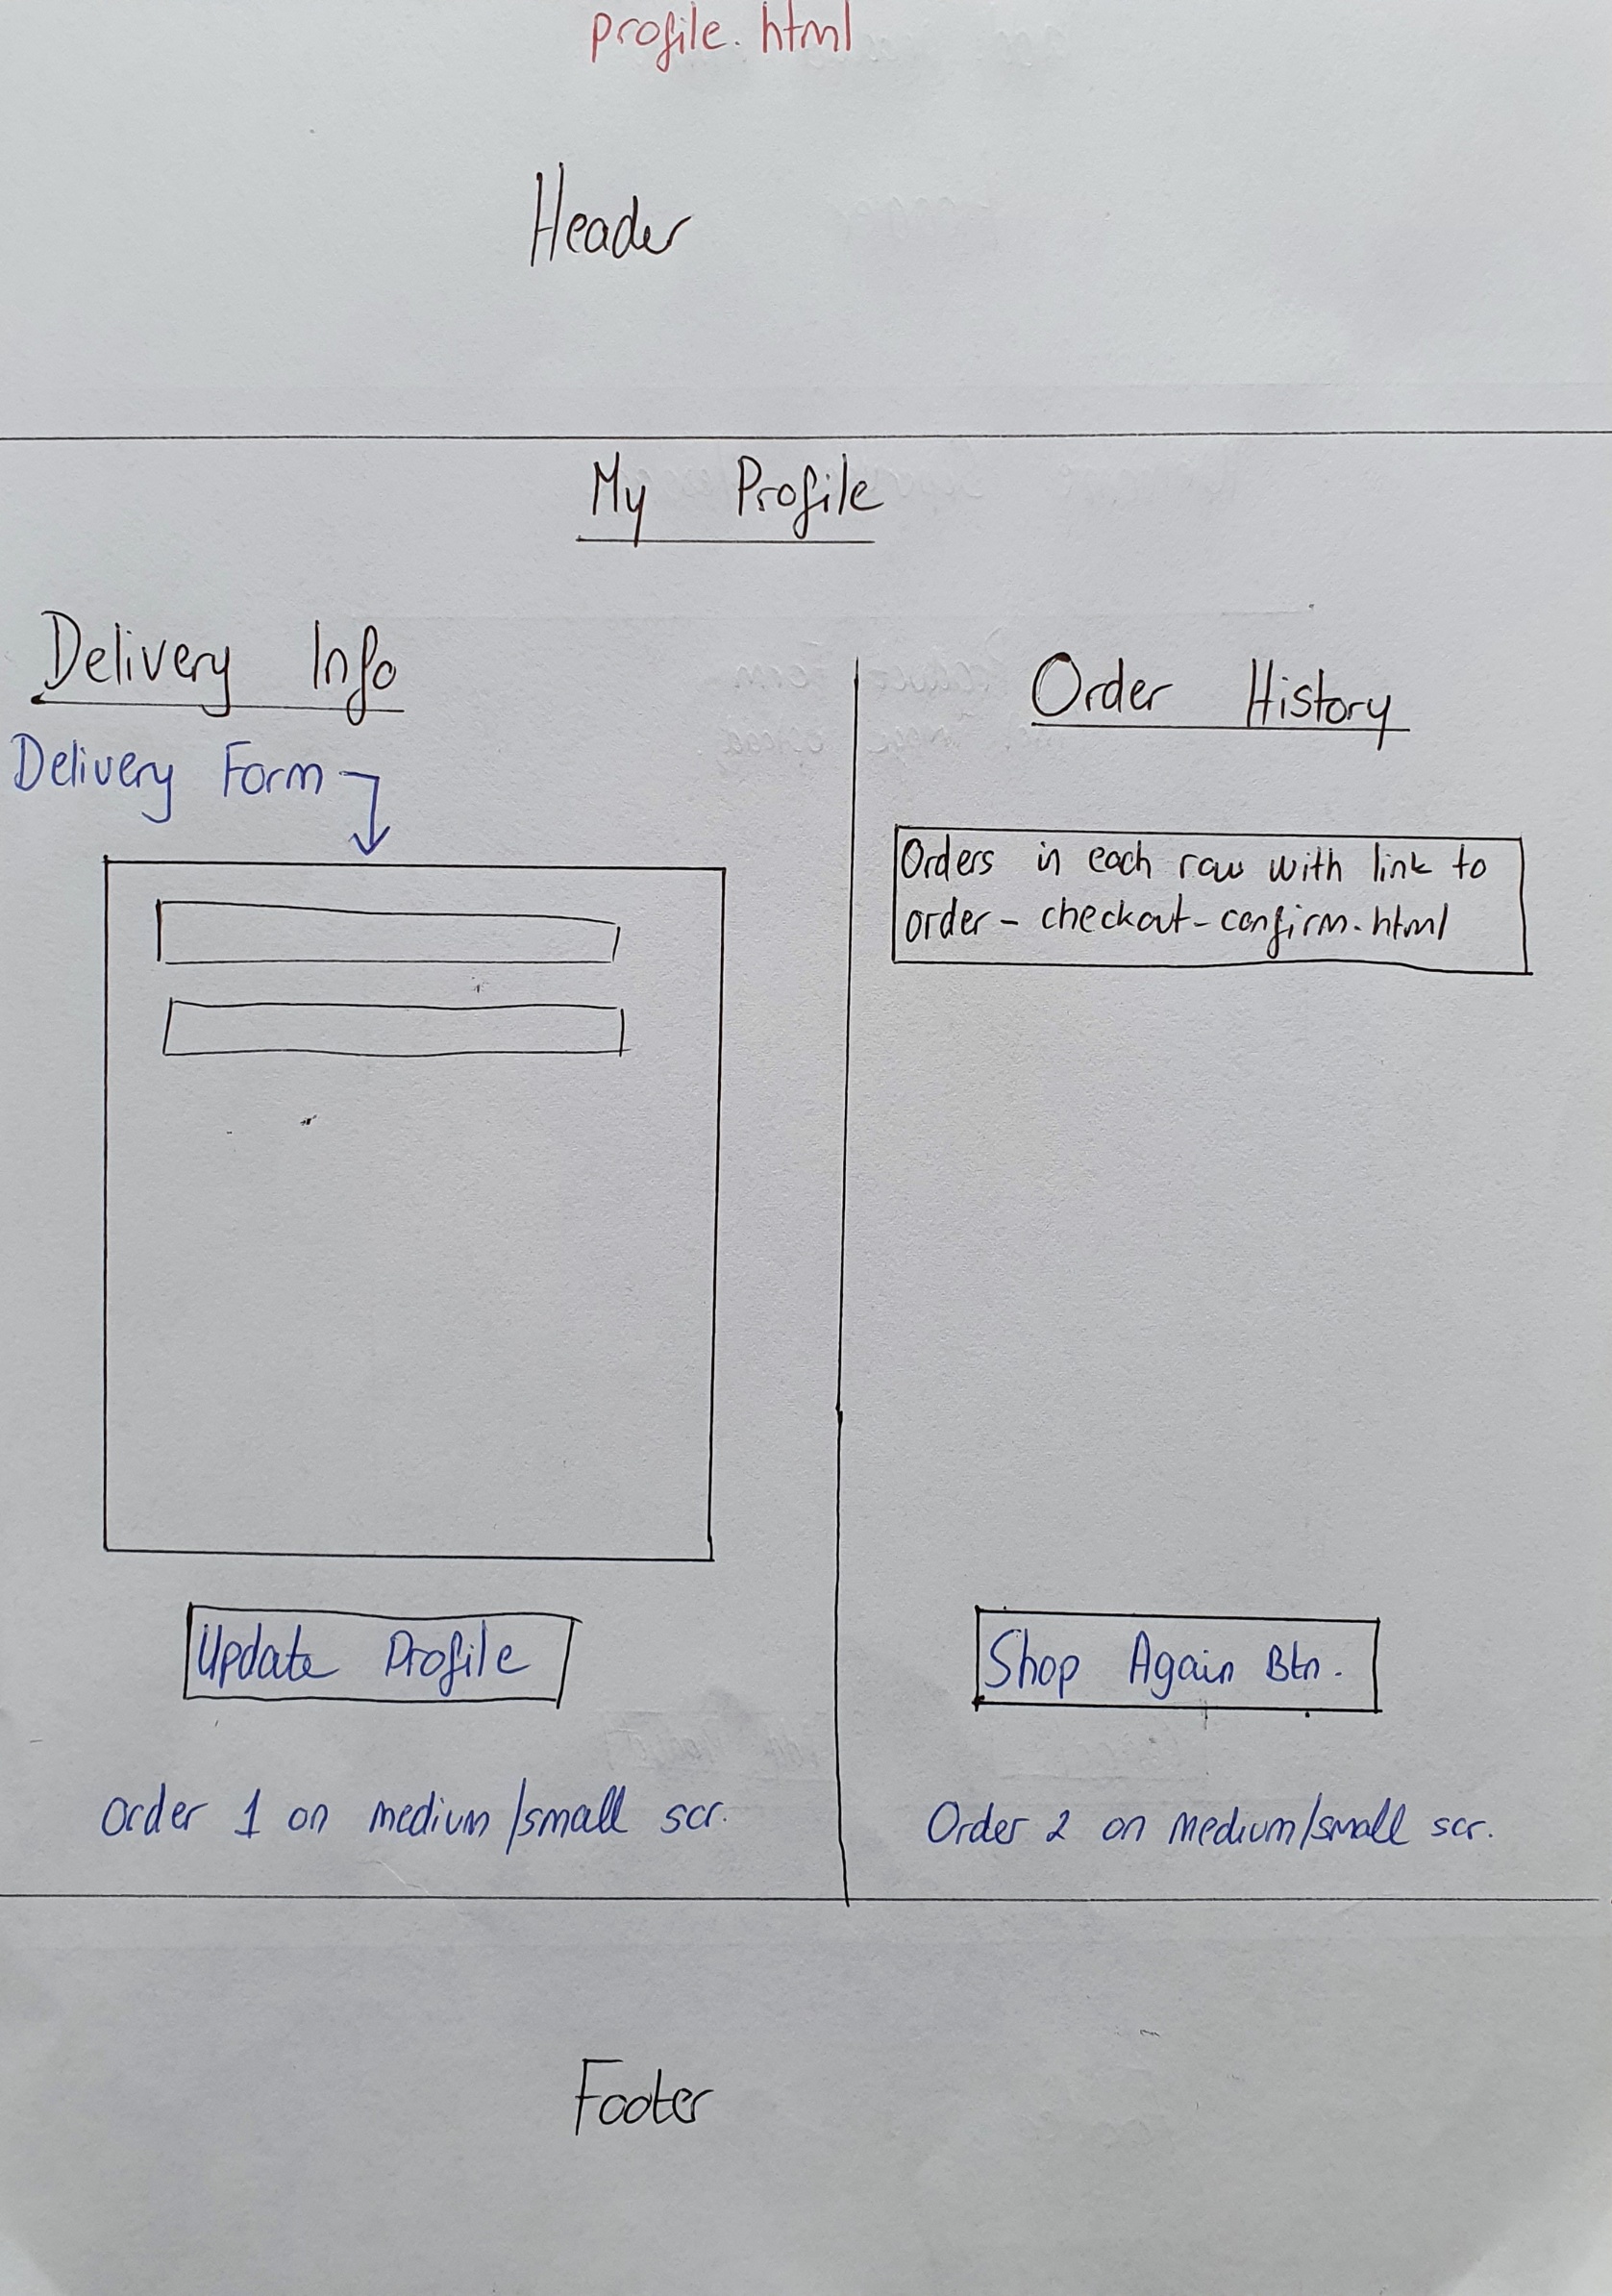 profile.html
Header
My Profile
Delivery Info
Delivery Form
Update Profile
Order 1 on medium/small scr.
Order History
Orders in each row with link to
order-checkout-confirm.html
Shop Again Btn.
Order 2 on medium/small scr.
Footer